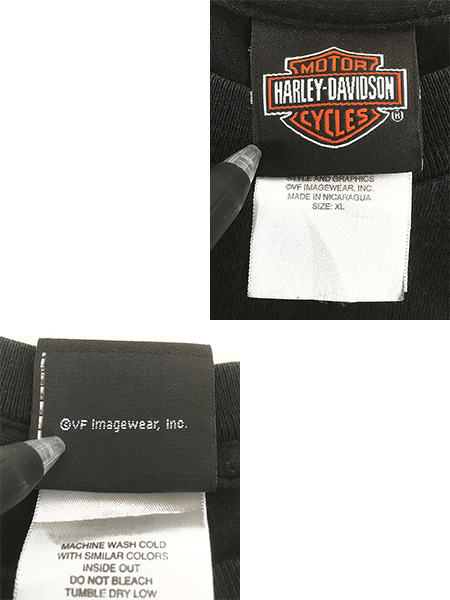 MOTOR
HARLEY-DAVIDSON
CYCLES
®
STYLE AND GRAPHICS
©VF IMAGEWEAR, INC.
MADE IN NICARAGUA
SIZE: XL
©VF Imagewear, Inc.
MACHINE WASH COLD
WITH SIMILAR COLORS
INSIDE OUT
DO NOT BLEACH
TUMBLE DRY LOW